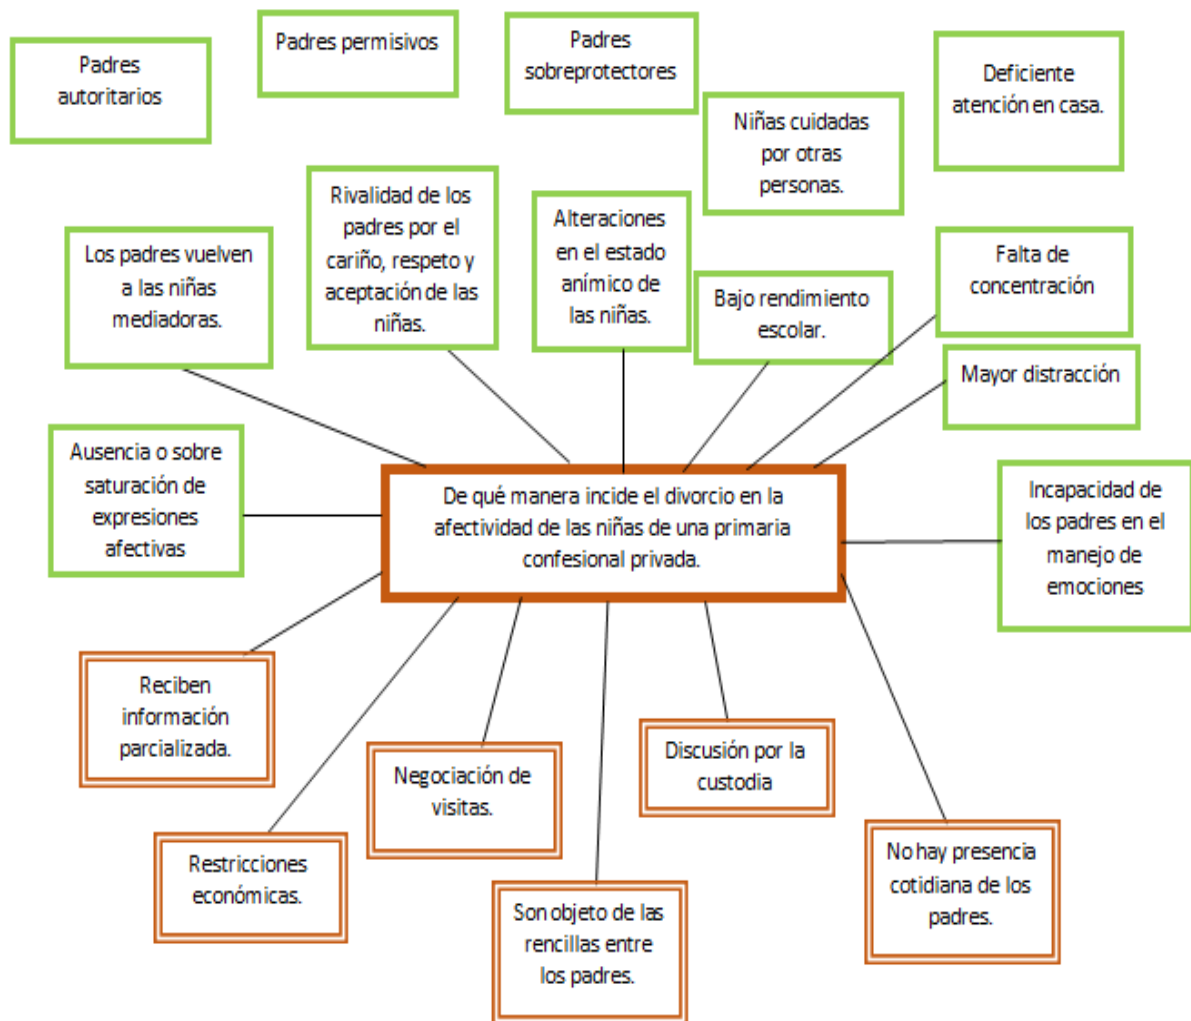 Padres
autoritarios
Padres permisivos
Padres
sobreprotectores
Deficiente
atención en casa.
Niñas cuidadas
por otras
personas.
Los padres vuelven
a las niñas
mediadoras.
Rivalidad de los
padres por el
cariño, respeto y
aceptación de las
niñas.
Alteraciones
en el estado
anímico de
las niñas.
Bajo rendimiento
escolar.
Falta de
concentración
Mayor distracción
Ausencia o sobre
saturación de
expresiones
afectivas
De qué manera incide el divorcio en la
afectividad de las niñas de una primaria
confesional privada.
Incapacidad de
los padres en el
manejo de
emociones
Reciben
información
parcializada.
Restricciones
económicas.
Negociación de
visitas.
Son objeto de las
rencillas entre
los padres.
Discusión por la
custodia
No hay presencia
cotidiana de los
padres.